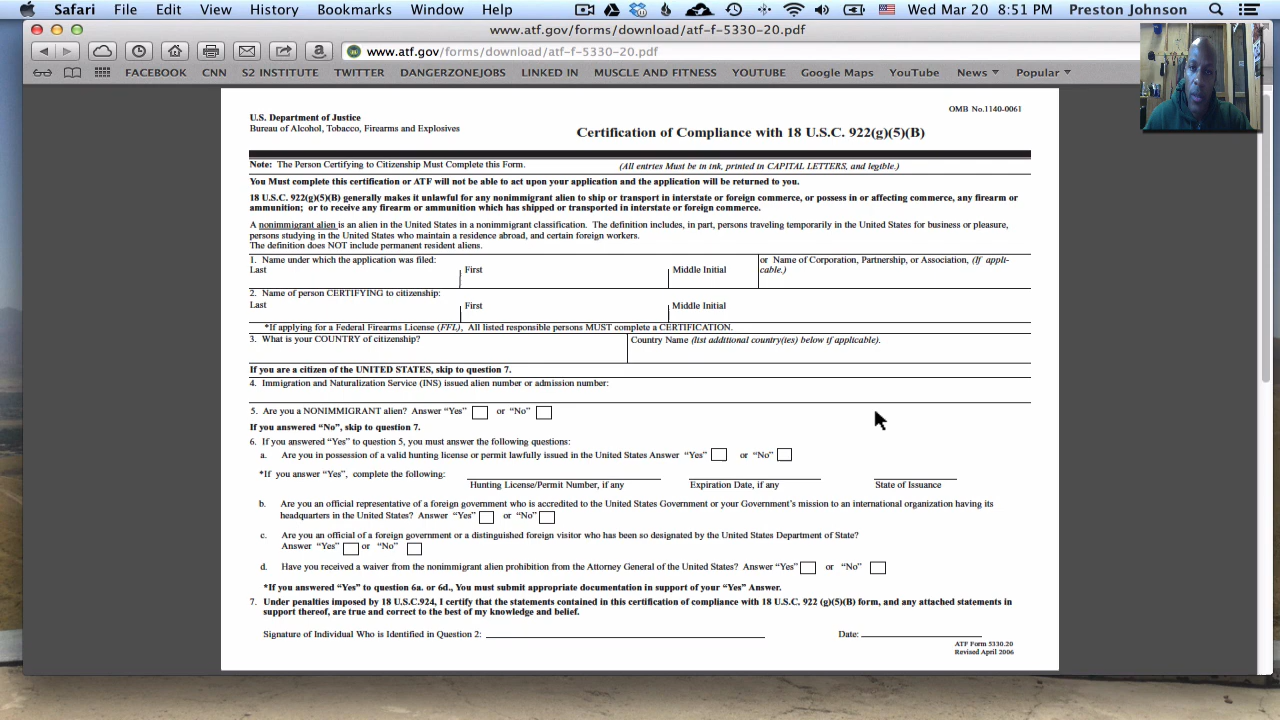 Safari File Edit View History Bookmarks Window Help Wed Mar 20 8:51 PM Preston Johnson
www.atf.gov/forms/download/atf-f-5330-20.pdf
www.atf.gov/forms/download/atf-f-5330-20.pdf
FACEBOOK CNN S2 INSTITUTE TWITTER DANGERZONEJOBS LINKED IN MUSCLE AND FITNESS YOUTUBE Google Maps YouTube News Popular
OMB No.1140-0061
U.S. Department of Justice
Bureau of Alcohol, Tobacco, Firearms and Explosives
Certification of Compliance with 18 U.S.C. 922(g)(5)(B)
Note: The Person Certifying to Citizenship Must Complete this Form. (All entries Must be in ink, printed in CAPITAL LETTERS, and legible.)
You Must complete this certification or ATF will not be able to act upon your application and the application will be returned to you.
18 U.S.C. 922(g)(5)(B) generally makes it unlawful for any nonimmigrant alien to ship or transport in interstate or foreign commerce, or possess in or affecting commerce, any firearm or
ammunition; or to receive any firearm or ammunition which has shipped or transported in interstate or foreign commerce.
A nonimmigrant alien is an alien in the United States in a nonimmigrant classification. The definition includes, in part, persons traveling temporarily in the United States for business or pleasure,
persons studying in the United States who maintain a residence abroad, and certain foreign workers.
The definition does NOT include permanent resident aliens.
1. Name under which the application was filed: or Name of Corporation, Partnership, or Association, (If appli-
Last First Middle Initial cable.)
2. Name of person CERTIFYING to citizenship:
Last First Middle Initial
*If applying for a Federal Firearms License (FFL), All listed responsible persons MUST complete a CERTIFICATION.
3. What is your COUNTRY of citizenship? Country Name (list additional country(ies) below if applicable).
If you are a citizen of the UNITED STATES, skip to question 7.
4. Immigration and Naturalization Service (INS) issued alien number or admission number:
5. Are you a NONIMMIGRANT alien? Answer “Yes” or “No”
If you answered “No”, skip to question 7.
6. If you answered “Yes” to question 5, you must answer the following questions:
a. Are you in possession of a valid hunting license or permit lawfully issued in the United States Answer “Yes” or “No”
*If you answer “Yes”, complete the following:
Hunting License/Permit Number, if any Expiration Date, if any State of Issuance
b. Are you an official representative of a foreign government who is accredited to the United States Government or your Government’s mission to an international organization having its
headquarters in the United States? Answer “Yes” or “No”
c. Are you an official of a foreign government or a distinguished foreign visitor who has been so designated by the United States Department of State?
Answer “Yes” or “No”
d. Have you received a waiver from the nonimmigrant alien prohibition from the Attorney General of the United States? Answer “Yes” or “No”
*If you answered “Yes” to question 6a. or 6d., You must submit appropriate documentation in support of your “Yes” Answer.
7. Under penalties imposed by 18 U.S.C.924, I certify that the statements contained in this certification of compliance with 18 U.S.C. 922 (g)(5)(B) form, and any attached statements in
support thereof, are true and correct to the best of my knowledge and belief.
Signature of Individual Who is Identified in Question 2: Date:
ATF Form 5330.20
Revised April 2006